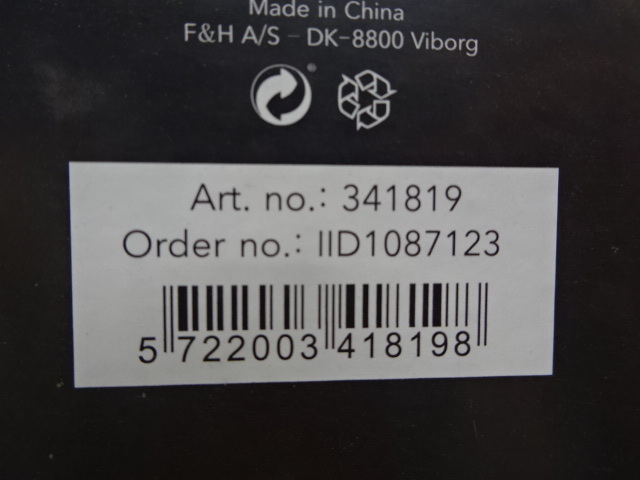 Made in China
F&H A/S - DK-8800 Viborg
Art. no.: 341819
Order no.: IID1087123
5 722003 418198